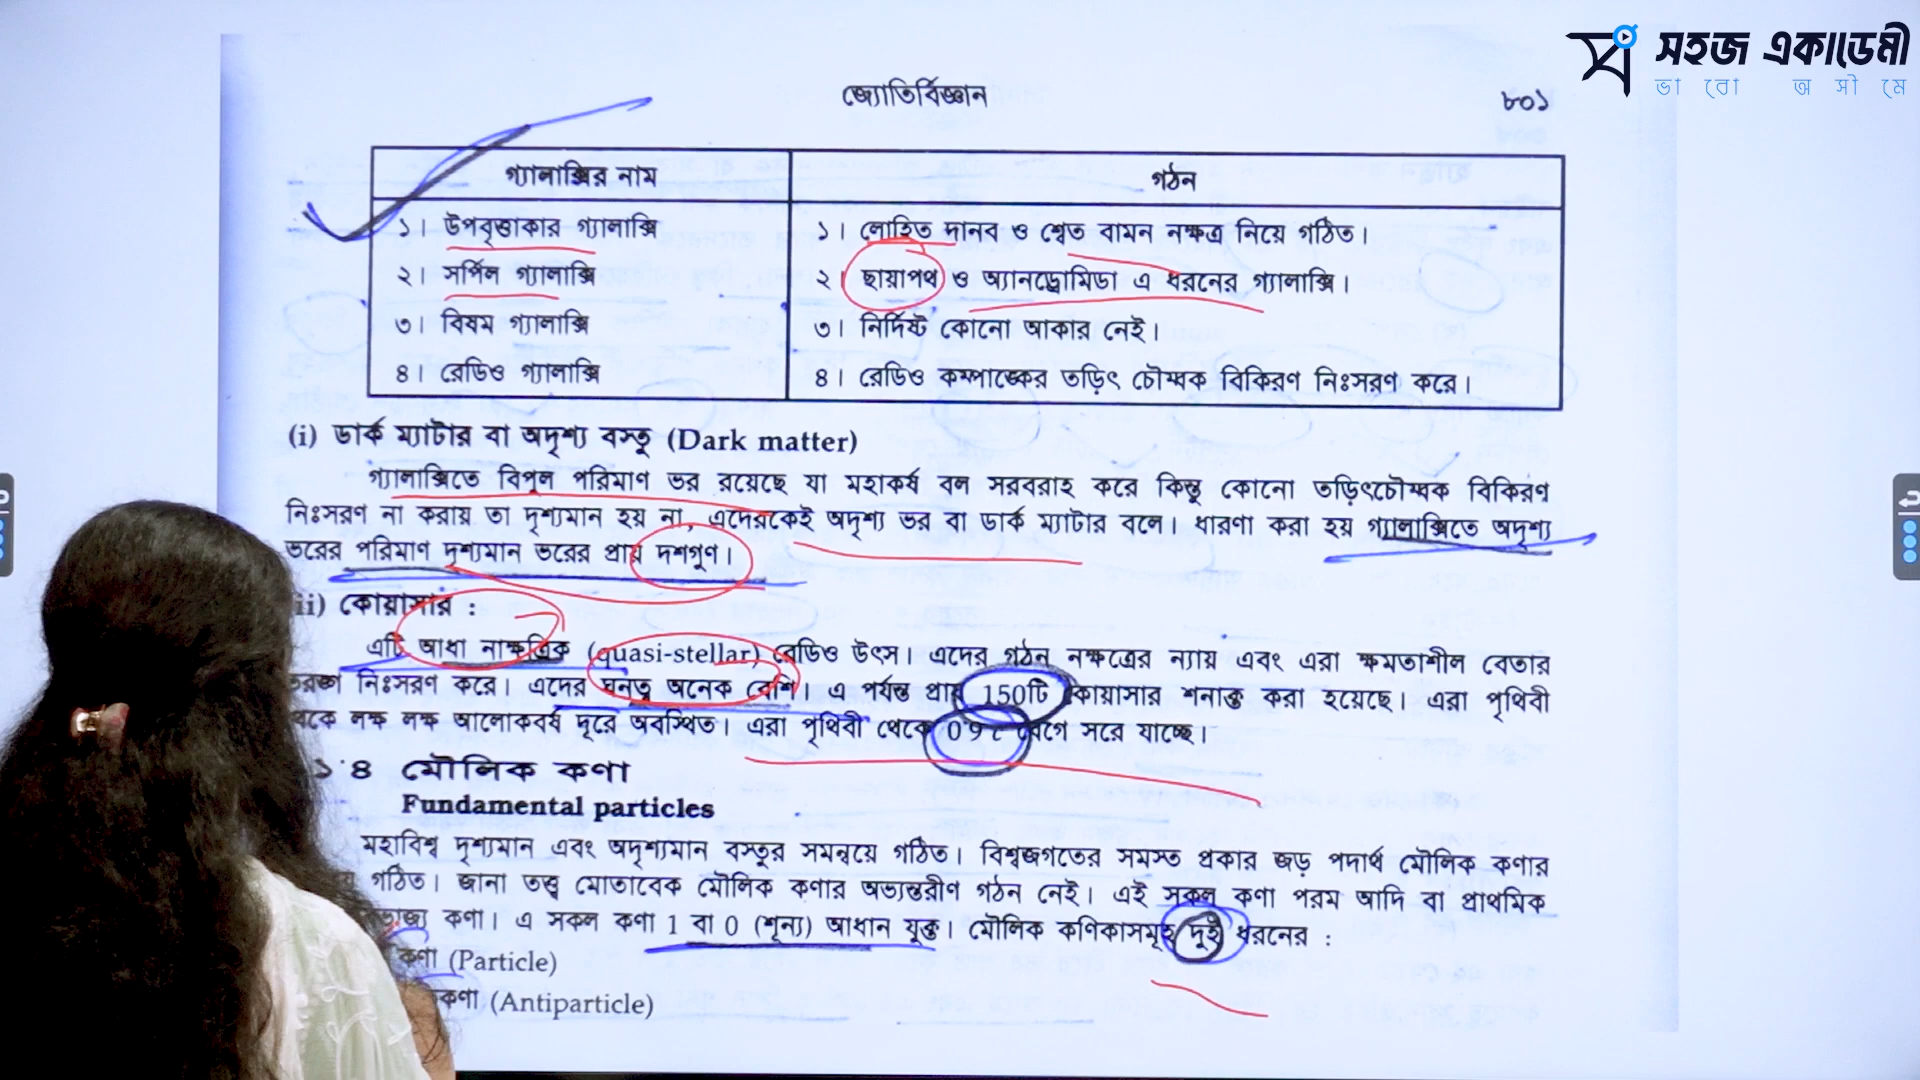 সহজ একাডেমী
ভাবো অসীমে
জ্যোতির্বিজ্ঞান ৮০১
গ্যালাক্সির নাম গঠন
১। উপবৃত্তাকার গ্যালাক্সি ১। লোহিত দানব ও শ্বেত বামন নক্ষত্র নিয়ে গঠিত।
২। সর্পিল গ্যালাক্সি ২। ছায়াপথ ও অ্যানড্রোমিডা এ ধরনের গ্যালাক্সি।
৩। বিষম গ্যালাক্সি ৩। নির্দিষ্ট কোনো আকার নেই।
৪। রেডিও গ্যালাক্সি ৪। রেডিও কম্পাঙ্কের তড়িৎ চৌম্বক বিকিরণ নিঃসরণ করে।
(i) ডার্ক ম্যাটার বা অদৃশ্য বস্তু (Dark matter)
গ্যালাক্সিতে বিপুল পরিমাণ ভর রয়েছে যা মহাকর্ষ বল সরবরাহ করে কিন্তু কোনো তড়িৎচৌম্বক বিকিরণ
নিঃসরণ না করায় তা দৃশ্যমান হয় না, এদেরকেই অদৃশ্য ভর বা ডার্ক ম্যাটার বলে। ধারণা করা হয় গ্যালাক্সিতে অদৃশ্য
ভরের পরিমাণ দৃশ্যমান ভরের প্রায় দশগুণ।
ii) কোয়াসার :
এটি আধা নাক্ষত্রিক (quasi-stellar) রেডিও উৎস। এদের গঠন নক্ষত্রের ন্যায় এবং এরা ক্ষমতাশীল বেতার
তরঙ্গ নিঃসরণ করে। এদের ঘনত্ব অনেক বেশি। এ পর্যন্ত প্রায় 150টি কোয়াসার শনাক্ত করা হয়েছে। এরা পৃথিবী
থেকে লক্ষ লক্ষ আলোকবর্ষ দূরে অবস্থিত। এরা পৃথিবী থেকে 0·9 c বেগে সরে যাচ্ছে।
১·৪ মৌলিক কণা
Fundamental particles
মহাবিশ্ব দৃশ্যমান এবং অদৃশ্যমান বস্তুর সমন্বয়ে গঠিত। বিশ্বজগতের সমস্ত প্রকার জড় পদার্থ মৌলিক কণার
গঠিত। জানা তত্ত্ব মোতাবেক মৌলিক কণার অভ্যন্তরীণ গঠন নেই। এই সকল কণা পরম আদি বা প্রাথমিক
কণা। এ সকল কণা 1 বা 0 (শূন্য) আধান যুক্ত। মৌলিক কণিকাসমূহ দুই ধরনের :
কণা (Particle)
কণা (Antiparticle)